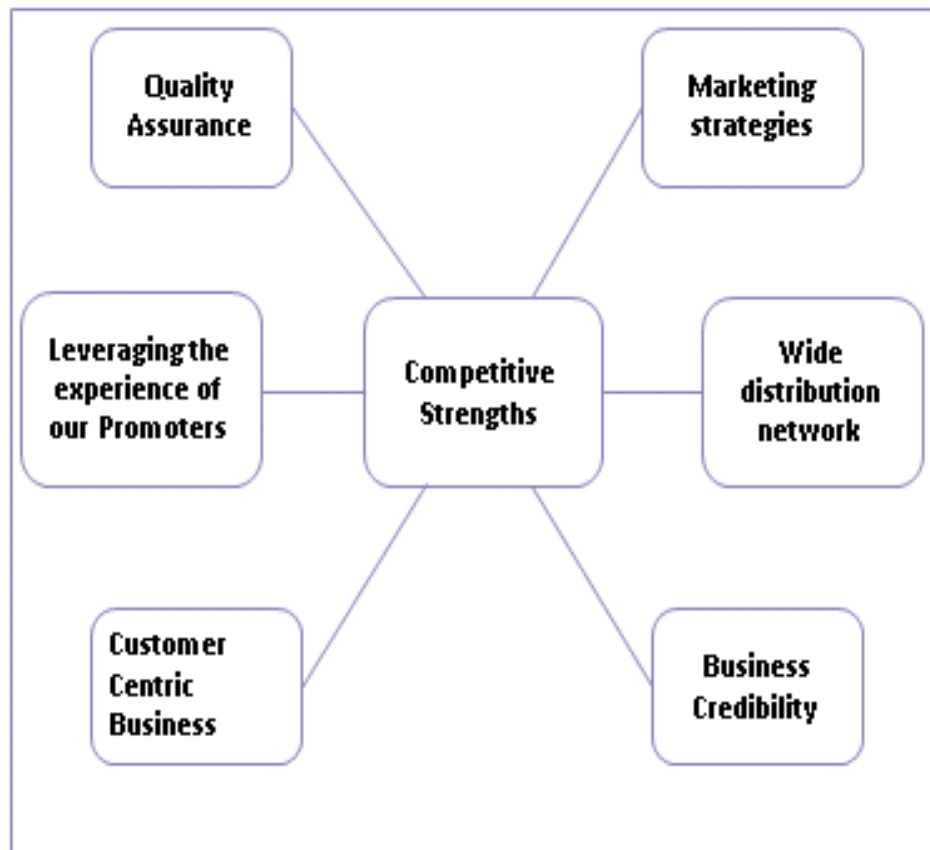 Quality
Assurance
Marketing
strategies
Leveraging the
experience of
our Promoters
Competitive
Strengths
Wide
distribution
network
Customer
Centric
Business
Business
Credibility